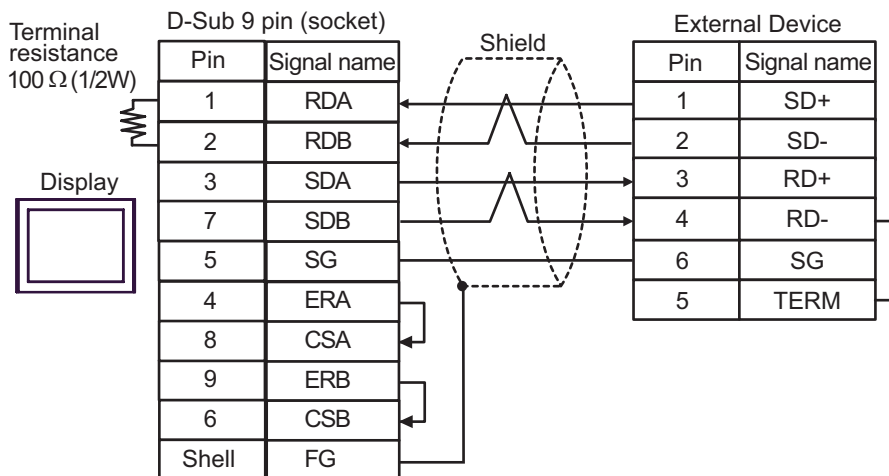 Terminal
resistance
100 Ω (1/2W)
D-Sub 9 pin (socket)
Pin Signal name
1 RDA
2 RDB
3 SDA
7 SDB
5 SG
4 ERA
8 CSA
9 ERB
6 CSB
Shell FG
Display
Shield
External Device
Pin Signal name
1 SD+
2 SD-
3 RD+
4 RD-
6 SG
5 TERM